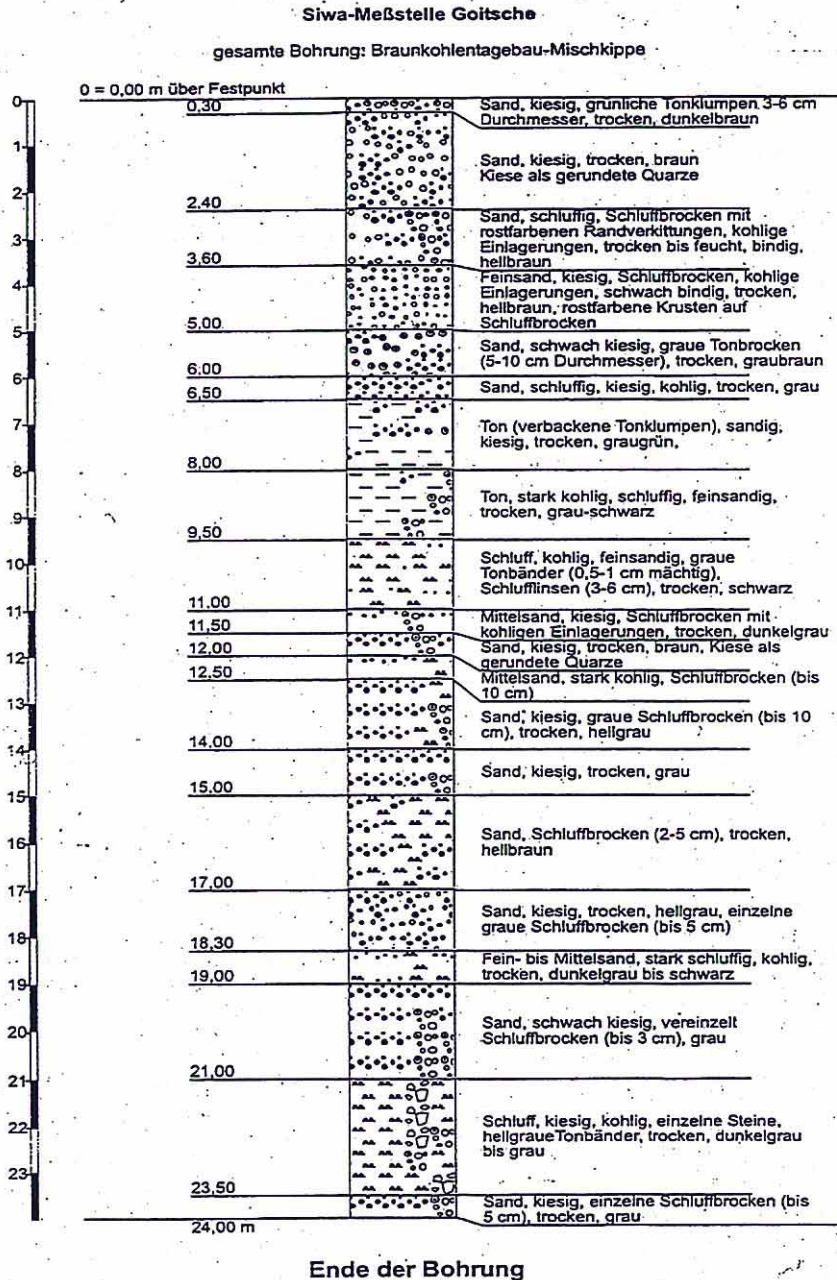 Siwa-Meßstelle Goitsche
gesamte Bohrung: Braunkohlentagebau-Mischkippe
0 = 0,00 m über Festpunkt
0
0,30
Sand, kiesig, grünliche Tonklumpen 3-6 cm
Durchmesser, trocken, dunkelbraun
1
Sand, kiesig, trocken, braun
Kiese als gerundete Quarze
2
2,40
Sand, schluffig, Schluffbrocken mit
rostfarbenen Randverkittungen, kohlige
Einlagerungen, trocken bis feucht, bindig,
hellbraun
3
3,60
Feinsand, kiesig, Schluffbrocken, kohlige
Einlagerungen, schwach bindig, trocken,
hellbraun, rostfarbene Krusten auf
Schluffbrocken
4
5
5,00
Sand, schwach kiesig, graue Tonbrocken
(5-10 cm Durchmesser), trocken, graubraun
6
6,00
Sand, schluffig, kiesig, kohlig, trocken, grau
6,50
7
Ton (verbackene Tonklumpen), sandig,
kiesig, trocken, graugrün,
8
8,00
Ton, stark kohlig, schluffig, feinsandig,
trocken, grau-schwarz
9
9,50
10
Schluff, kohlig, feinsandig, graue
Tonbänder (0,5-1 cm mächtig),
Schlufflinsen (3-6 cm), trocken, schwarz
11
11.00
Mittelsand, kiesig, Schluffbrocken mit
kohligen Einlagerungen, trocken, dunkelgrau
11,50
Sand, kiesig, trocken, braun, Kiese als
gerundete Quarze
12
12,00
Mittelsand, stark kohlig, Schluffbrocken (bis
10 cm)
12.50
13
Sand, kiesig, graue Schluffbrocken (bis 10
cm), trocken, hellgrau
14
14,00
Sand, kiesig, trocken, grau
15
15,00
Sand, Schluffbrocken (2-5 cm), trocken,
hellbraun
16
17
17,00
Sand, kiesig, trocken, hellgrau, einzelne
graue Schluffbrocken (bis 5 cm)
18
18,30
Fein- bis Mittelsand, stark schluffig, kohlig,
trocken, dunkelgrau bis schwarz
19
19,00
Sand, schwach kiesig, vereinzelt
Schluffbrocken (bis 3 cm), grau
20
21
21,00
Schluff, kiesig, kohlig, einzelne Steine,
hellgraue Tonbänder, trocken, dunkelgrau
bis grau
22
23
23,50
Sand, kiesig, einzelne Schluffbrocken (bis
5 cm), trocken, grau
24,00 m
Ende der Bohrung